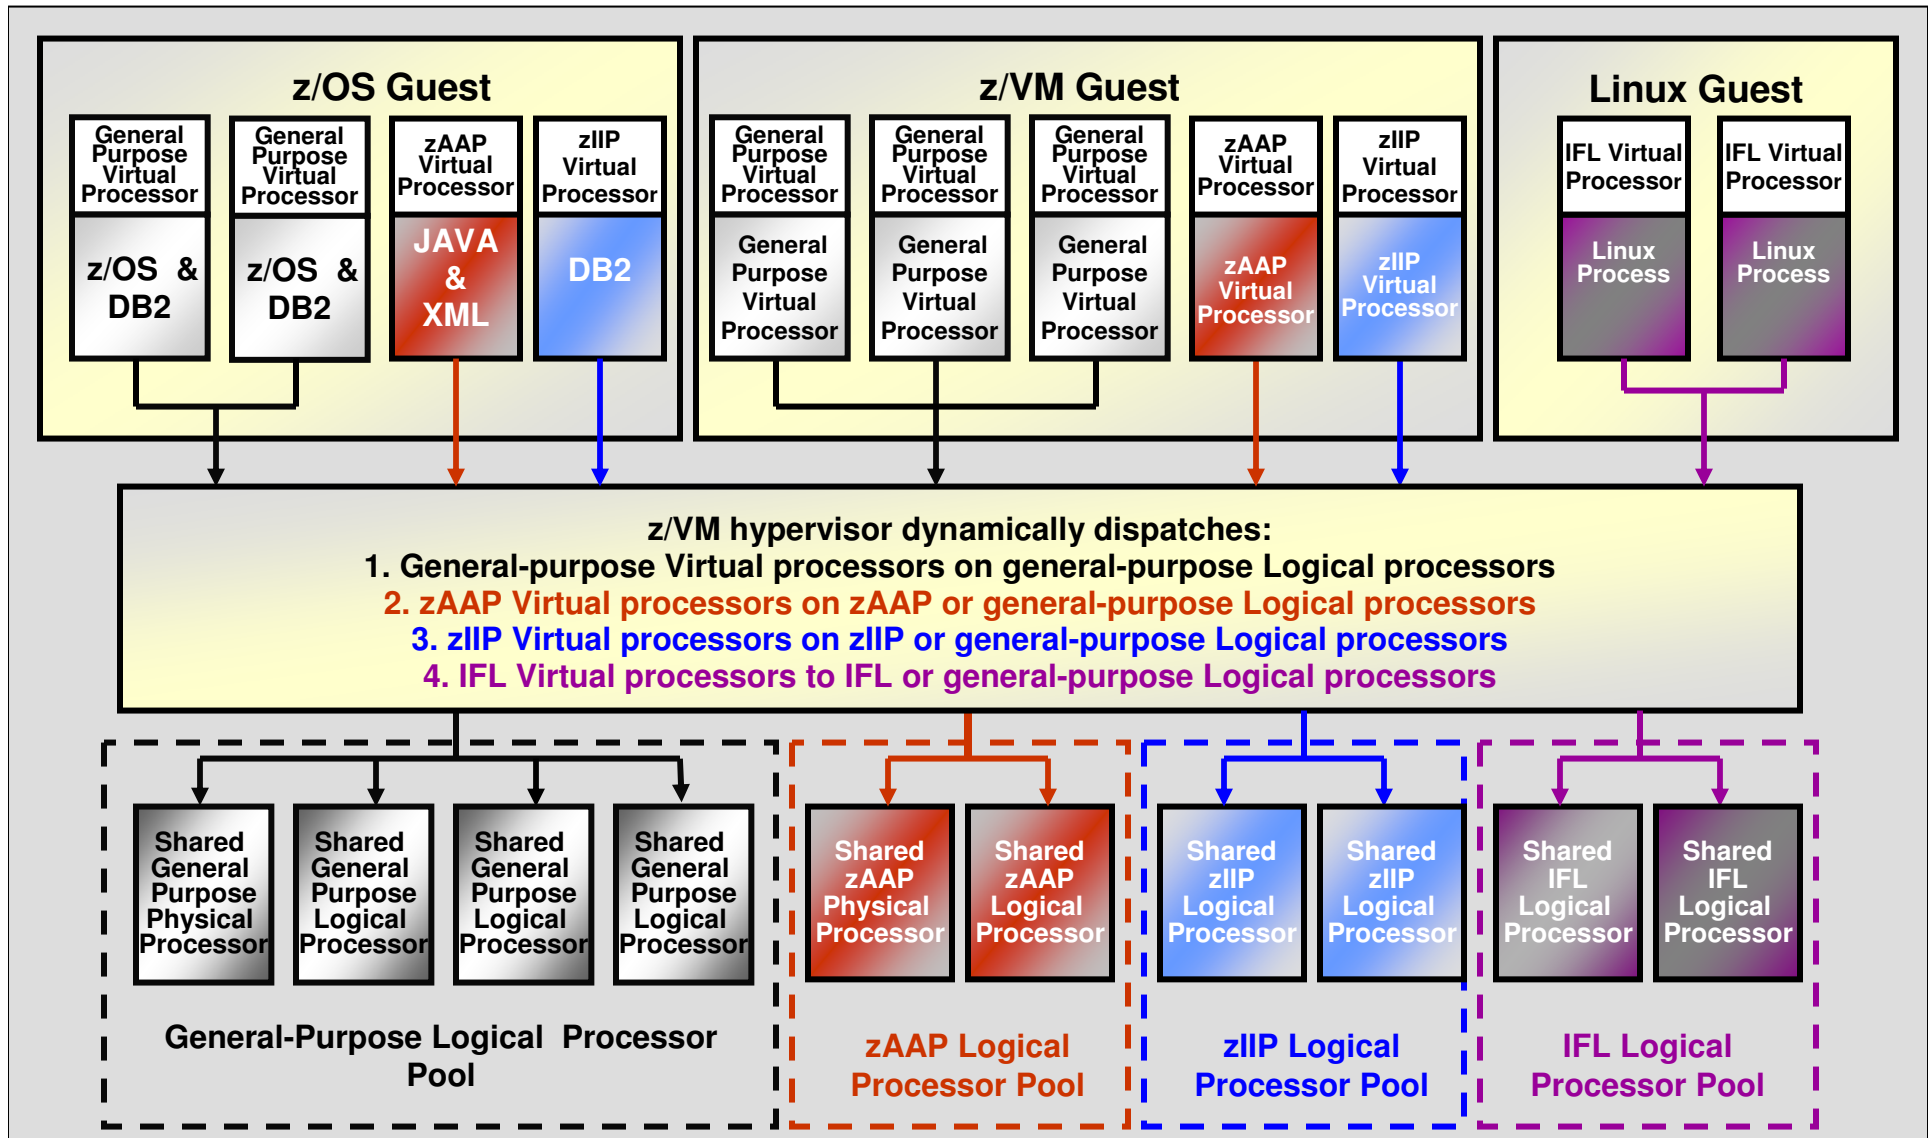 z/OS Guest
General
Purpose
Virtual
Processor
z/OS & 
DB2
General
Purpose
Virtual
Processor
z/OS & 
DB2
zAAP
Virtual
Processor
JAVA
&
XML
zIIP
Virtual
Processor
DB2
z/VM Guest
General
Purpose
Virtual
Processor
General
Purpose
Virtual
Processor
General
Purpose
Virtual
Processor
General
Purpose
Virtual
Processor
General
Purpose
Virtual
Processor
General
Purpose
Virtual
Processor
zAAP
Virtual
Processor
zAAP
Virtual
Processor
zIIP
Virtual
Processor
zIIP
Virtual
Processor
Linux Guest
IFL Virtual
Processor
Linux
Process
IFL Virtual
Processor
Linux
Process
z/VM hypervisor dynamically dispatches:
1. General-purpose Virtual processors on general-purpose Logical processors
2. zAAP Virtual processors on zAAP or general-purpose Logical processors
3. zIIP Virtual processors on zIIP or general-purpose Logical processors
4. IFL Virtual processors to IFL or general-purpose Logical processors
Shared
General
Purpose
Physical
Processor
Shared
General
Purpose
Logical
Processor
Shared
General
Purpose
Logical
Processor
Shared
General
Purpose
Logical
Processor
General-Purpose Logical Processor
Pool
Shared
zAAP
Physical
Processor
Shared
zAAP
Logical
Processor
zAAP Logical
Processor Pool
Shared
zIIP
Logical
Processor
Shared
zIIP
Logical
Processor
zIIP Logical
Processor Pool
Shared
IFL
Logical
Processor
Shared
IFL
Logical
Processor
IFL Logical
Processor Pool